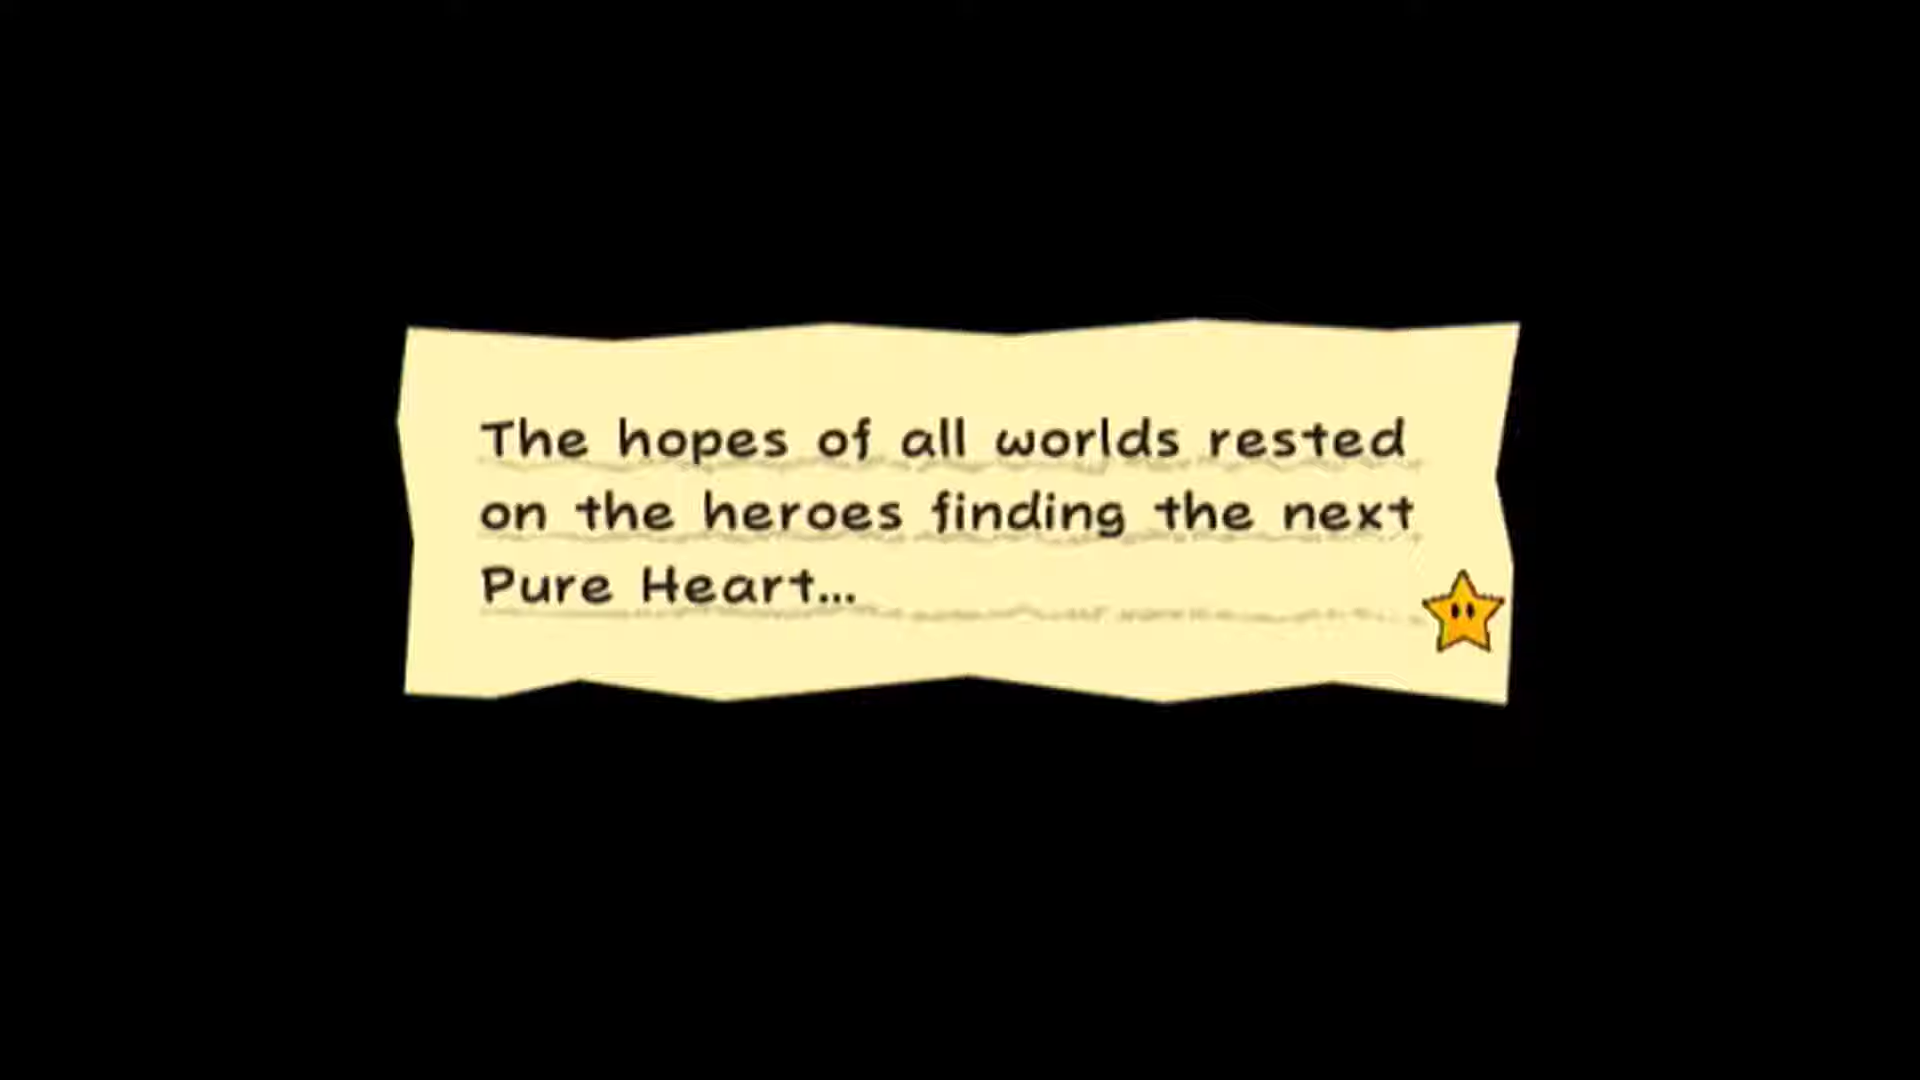 The hopes of all worlds rested
on the heroes finding the next
Pure Heart...